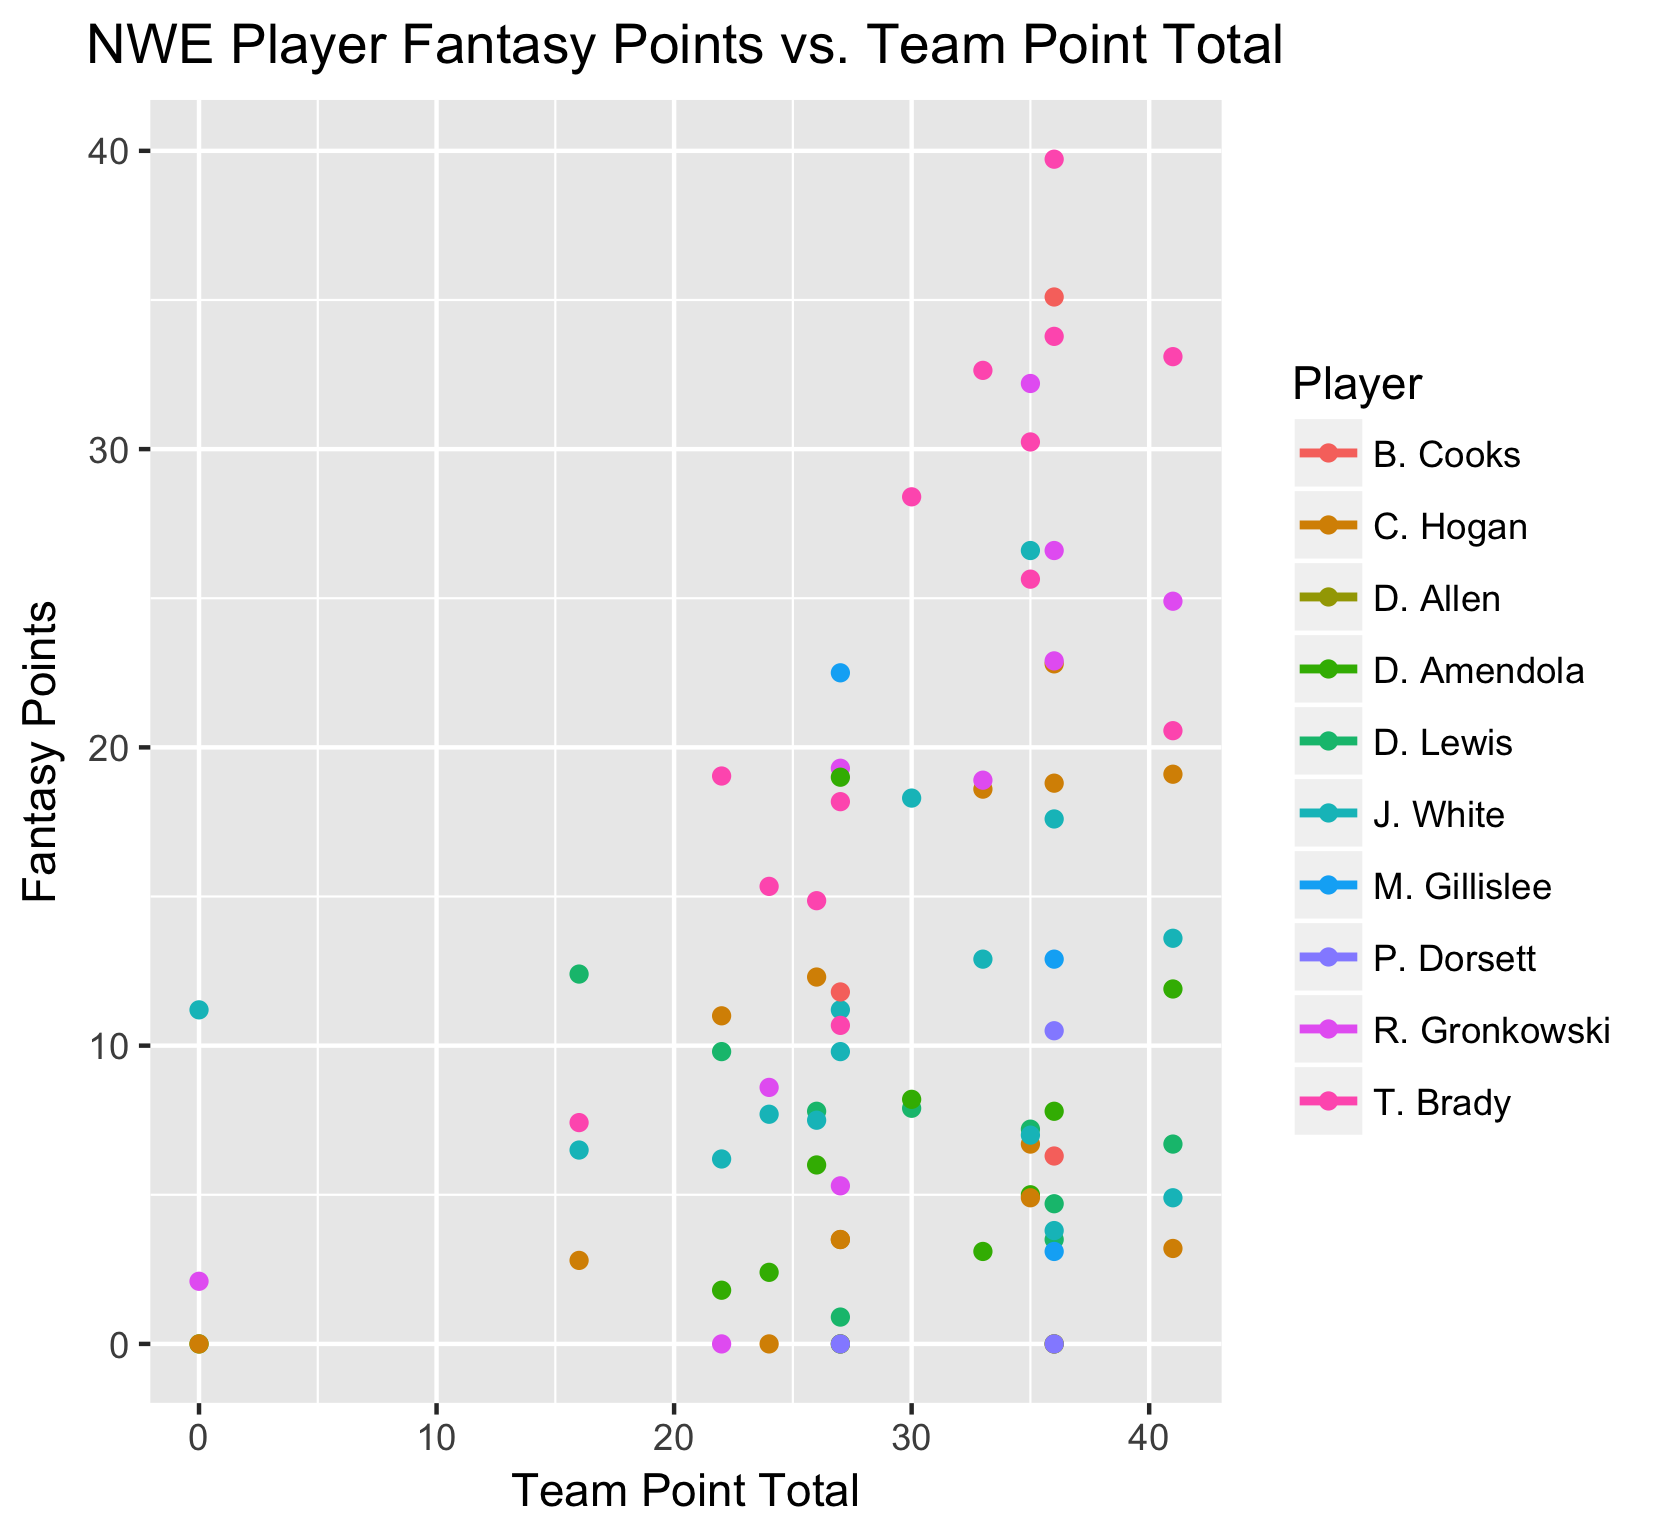 NWE Player Fantasy Points vs. Team Point Total
40
30
20
10
0
Fantasy Points
0 10 20 30 40
Team Point Total
Player
B. Cooks
C. Hogan
D. Allen
D. Amendola
D. Lewis
J. White
M. Gillislee
P. Dorsett
R. Gronkowski
T. Brady